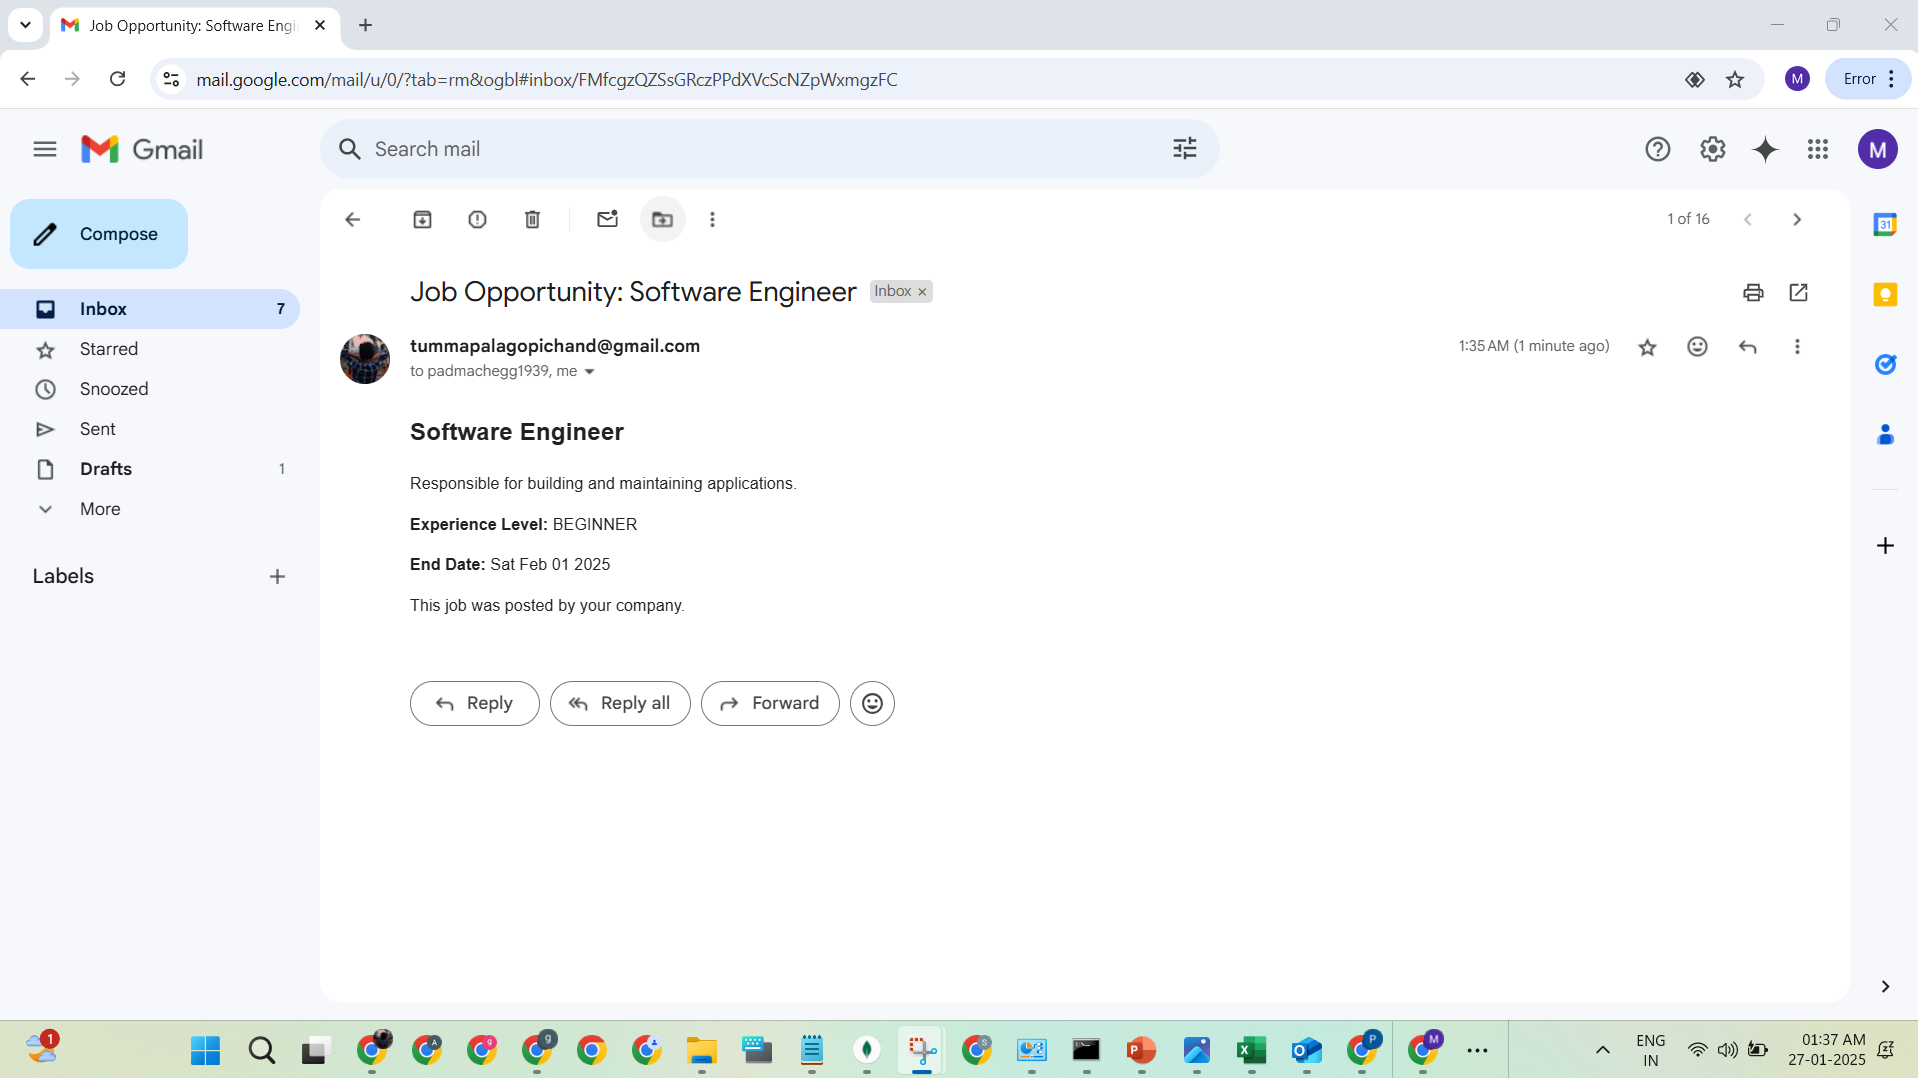 Job Opportunity: Software Engi
mail.google.com/mail/u/0/?tab=rm&ogbl#inbox/FMfcgzQZSsGRczPPdXVcScNZpWxmgzFC
M
Error
Gmail
Search mail
M
Compose
1 of 16
31
Job Opportunity: Software Engineer
Inbox
Inbox 7
tummapalagopichand@gmail.com
1:35 AM (1 minute ago)
to padmachegg1939, me
Starred
Snoozed
Sent
Drafts 1
More
Labels
Software Engineer
Responsible for building and maintaining applications.
Experience Level: BEGINNER
End Date: Sat Feb 01 2025
This job was posted by your company.
Reply
Reply all
Forward
1
A
g
g
S
P
X
O
P
M
ENG
IN
01:37 AM
27-01-2025